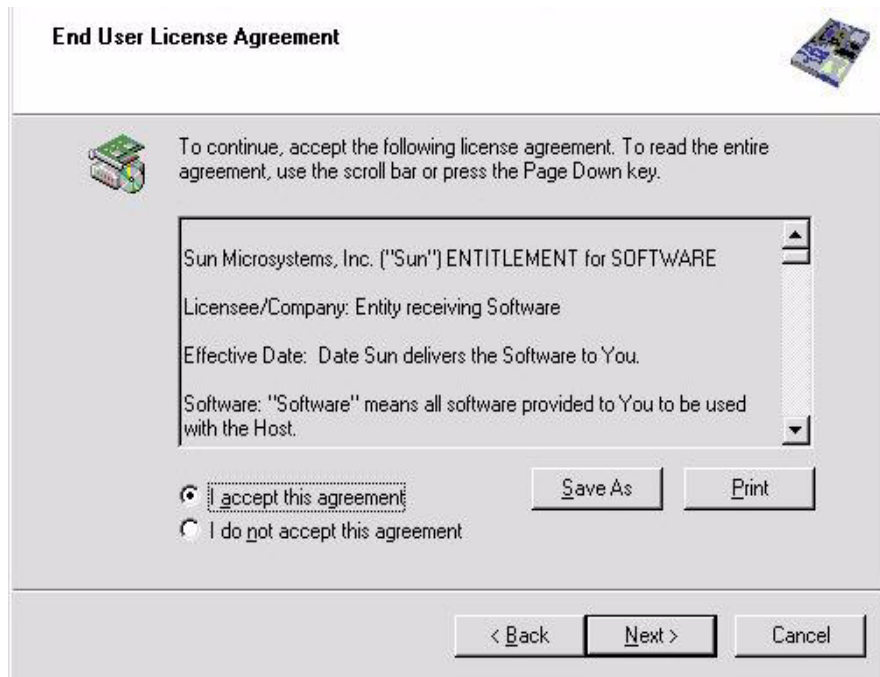 End User License Agreement
To continue, accept the following license agreement. To read the entire
agreement, use the scroll bar or press the Page Down key.
Sun Microsystems, Inc. ("Sun") ENTITLEMENT for SOFTWARE
Licensee/Company: Entity receiving Software
Effective Date:  Date Sun delivers the Software to You.
Software: "Software" means all software provided to You to be used
with the Host.
I accept this agreement
I do not accept this agreement
Save As
Print
< Back
Next >
Cancel